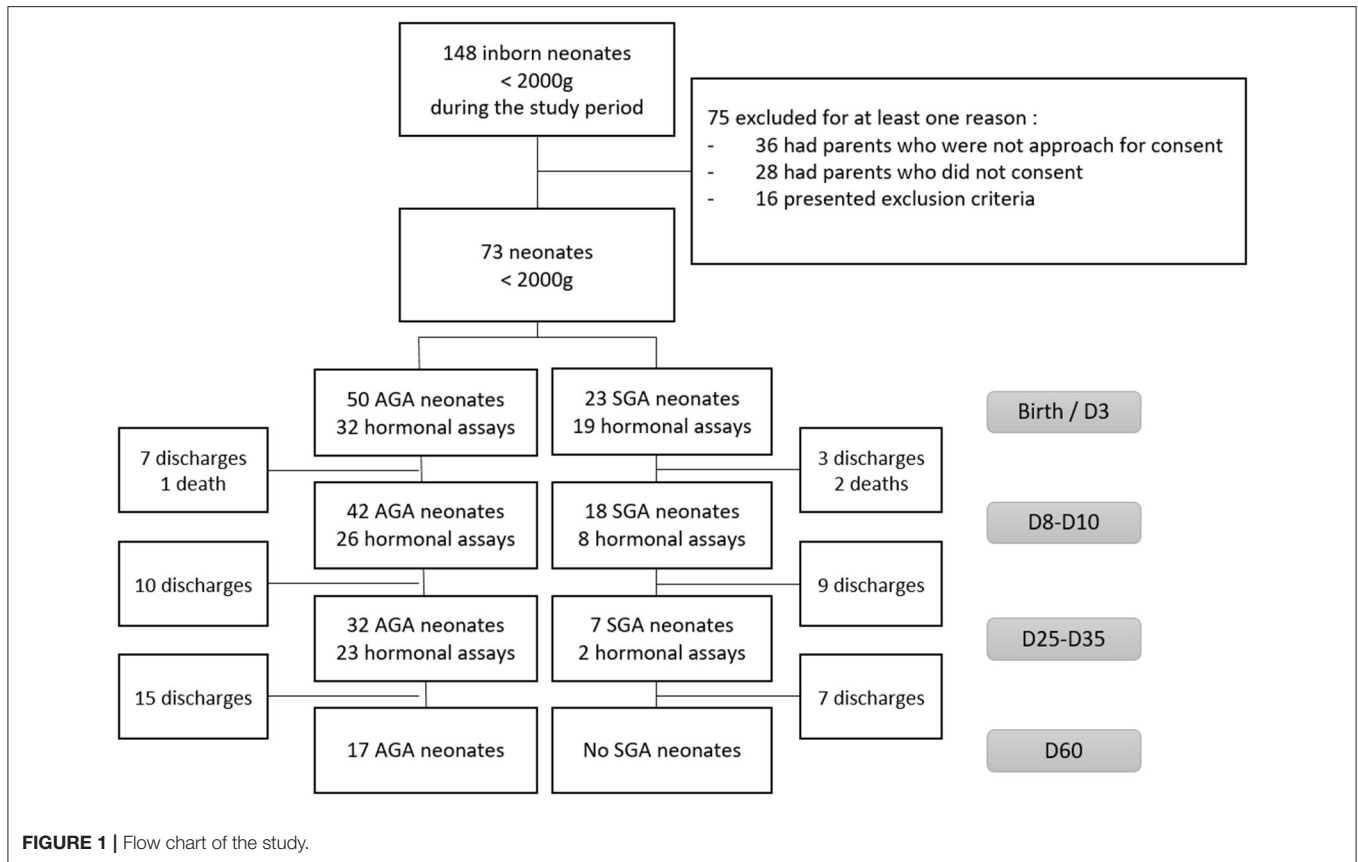 148 inborn neonates
< 2000g
during the study period
75 excluded for at least one reason :
- 36 had parents who were not approach for consent
- 28 had parents who did not consent
- 16 presented exclusion criteria
73 neonates
< 2000g
50 AGA neonates
32 hormonal assays
23 SGA neonates
19 hormonal assays
Birth / D3
7 discharges
1 death
3 discharges
2 deaths
42 AGA neonates
26 hormonal assays
18 SGA neonates
8 hormonal assays
D8-D10
10 discharges
9 discharges
32 AGA neonates
23 hormonal assays
7 SGA neonates
2 hormonal assays
D25-D35
15 discharges
7 discharges
17 AGA neonates
No SGA neonates
D60
FIGURE 1 | Flow chart of the study.